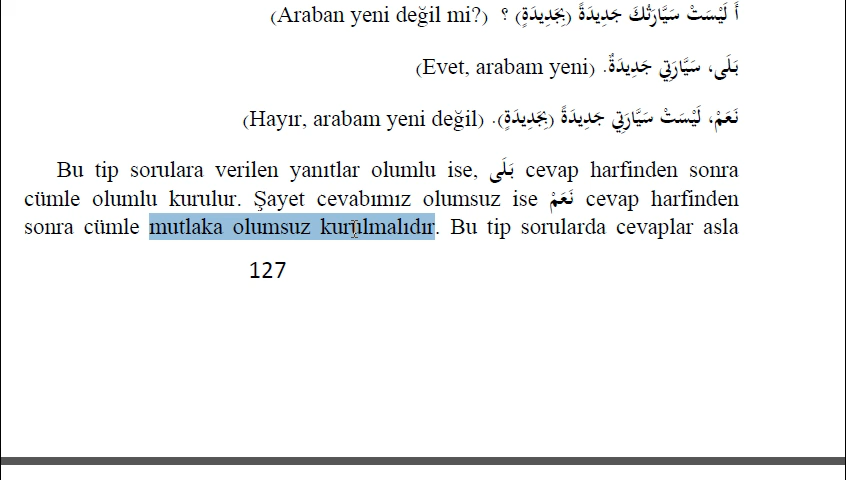 أَ لَيْسَتْ سَيَّارَتُكَ جَدِيدَةً (بِجَدِيدَةٍ) ؟ (Araban yeni değil mi?)
بَلَى، سَيَّارَتِي جَدِيدَةٌ. (Evet, arabam yeni)
نَعَمْ، لَيْسَتْ سَيَّارَتِي جَدِيدَةً (بِجَدِيدَةٍ). (Hayır, arabam yeni değil)
Bu tip sorulara verilen yanıtlar olumlu ise, بَلَى cevap harfinden sonra
cümle olumlu kurulur. Şayet cevabımız olumsuz ise نَعَمْ cevap harfinden
sonra cümle mutlaka olumsuz kurulmalıdır. Bu tip sorularda cevaplar asla
127